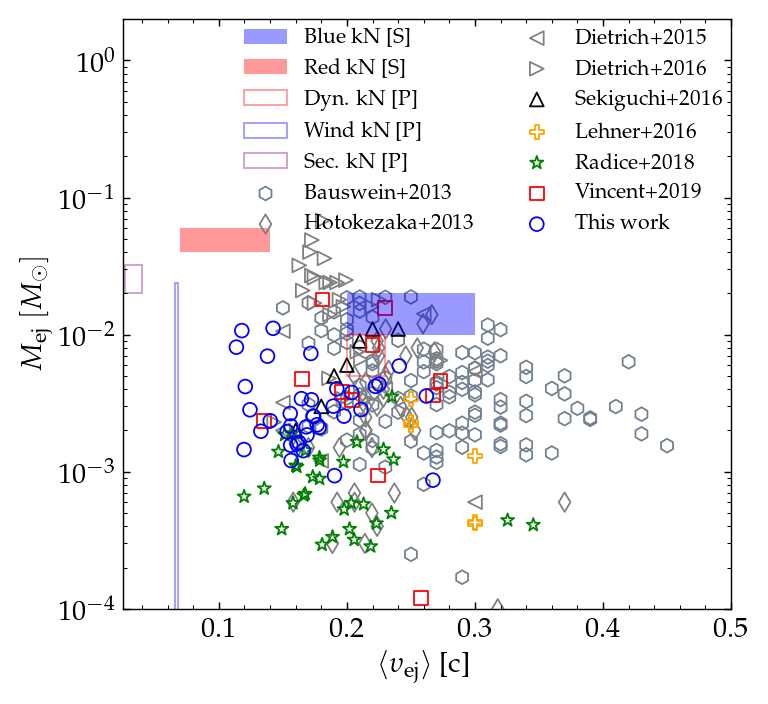 Blue kN [S]
Red kN [S]
Dyn. kN [P]
Wind kN [P]
Sec. kN [P]
Bauswein+2013
Hotokezaka+2013
Dietrich+2015
Dietrich+2016
Sekiguchi+2016
Lehner+2016
Radice+2018
Vincent+2019
This work
M_ej [M_⊙]
10^0
10^−1
10^−2
10^−3
10^−4
0.1 0.2 0.3 0.4 0.5
⟨v_ej⟩ [c]